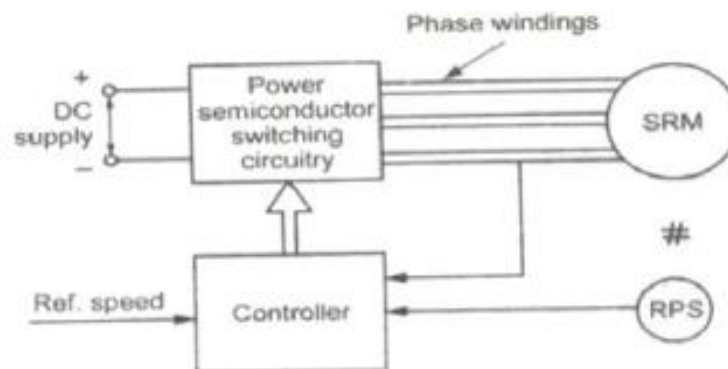 Phase windings
+
DC
supply
−
Power
semiconductor
switching
circuitry
SRM
#
Ref. speed
Controller
RPS